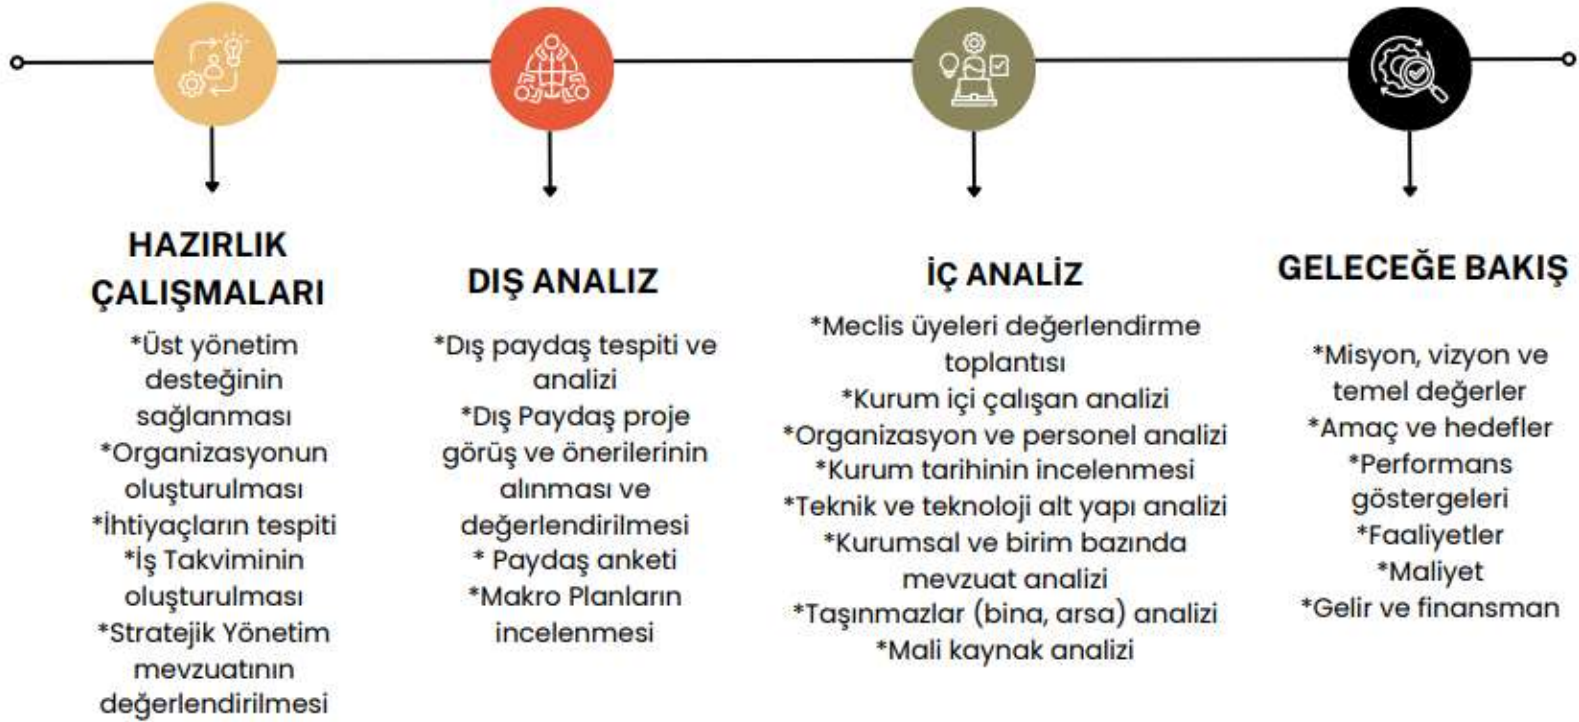 HAZIRLIK
ÇALIŞMALARI
*Üst yönetim
desteğinin
sağlanması
*Organizasyonun
oluşturulması
*İhtiyaçların tespiti
*İş Takviminin
oluşturulması
*Stratejik Yönetim
mevzuatının
değerlendirilmesi
DIŞ ANALIZ
*Dış paydaş tespiti ve
analizi
*Dış Paydaş proje
görüş ve önerilerinin
alınması ve
değerlendirilmesi
* Paydaş anketi
*Makro Planların
incelenmesi
İÇ ANALİZ
*Meclis üyeleri değerlendirme
toplantısı
*Kurum içi çalışan analizi
*Organizasyon ve personel analizi
*Kurum tarihinin incelenmesi
*Teknik ve teknoloji alt yapı analizi
*Kurumsal ve birim bazında
mevzuat analizi
*Taşınmazlar (bina, arsa) analizi
*Mali kaynak analizi
GELECEĞE BAKIŞ
*Misyon, vizyon ve
temel değerler
*Amaç ve hedefler
*Performans
göstergeleri
*Faaliyetler
*Maliyet
*Gelir ve finansman